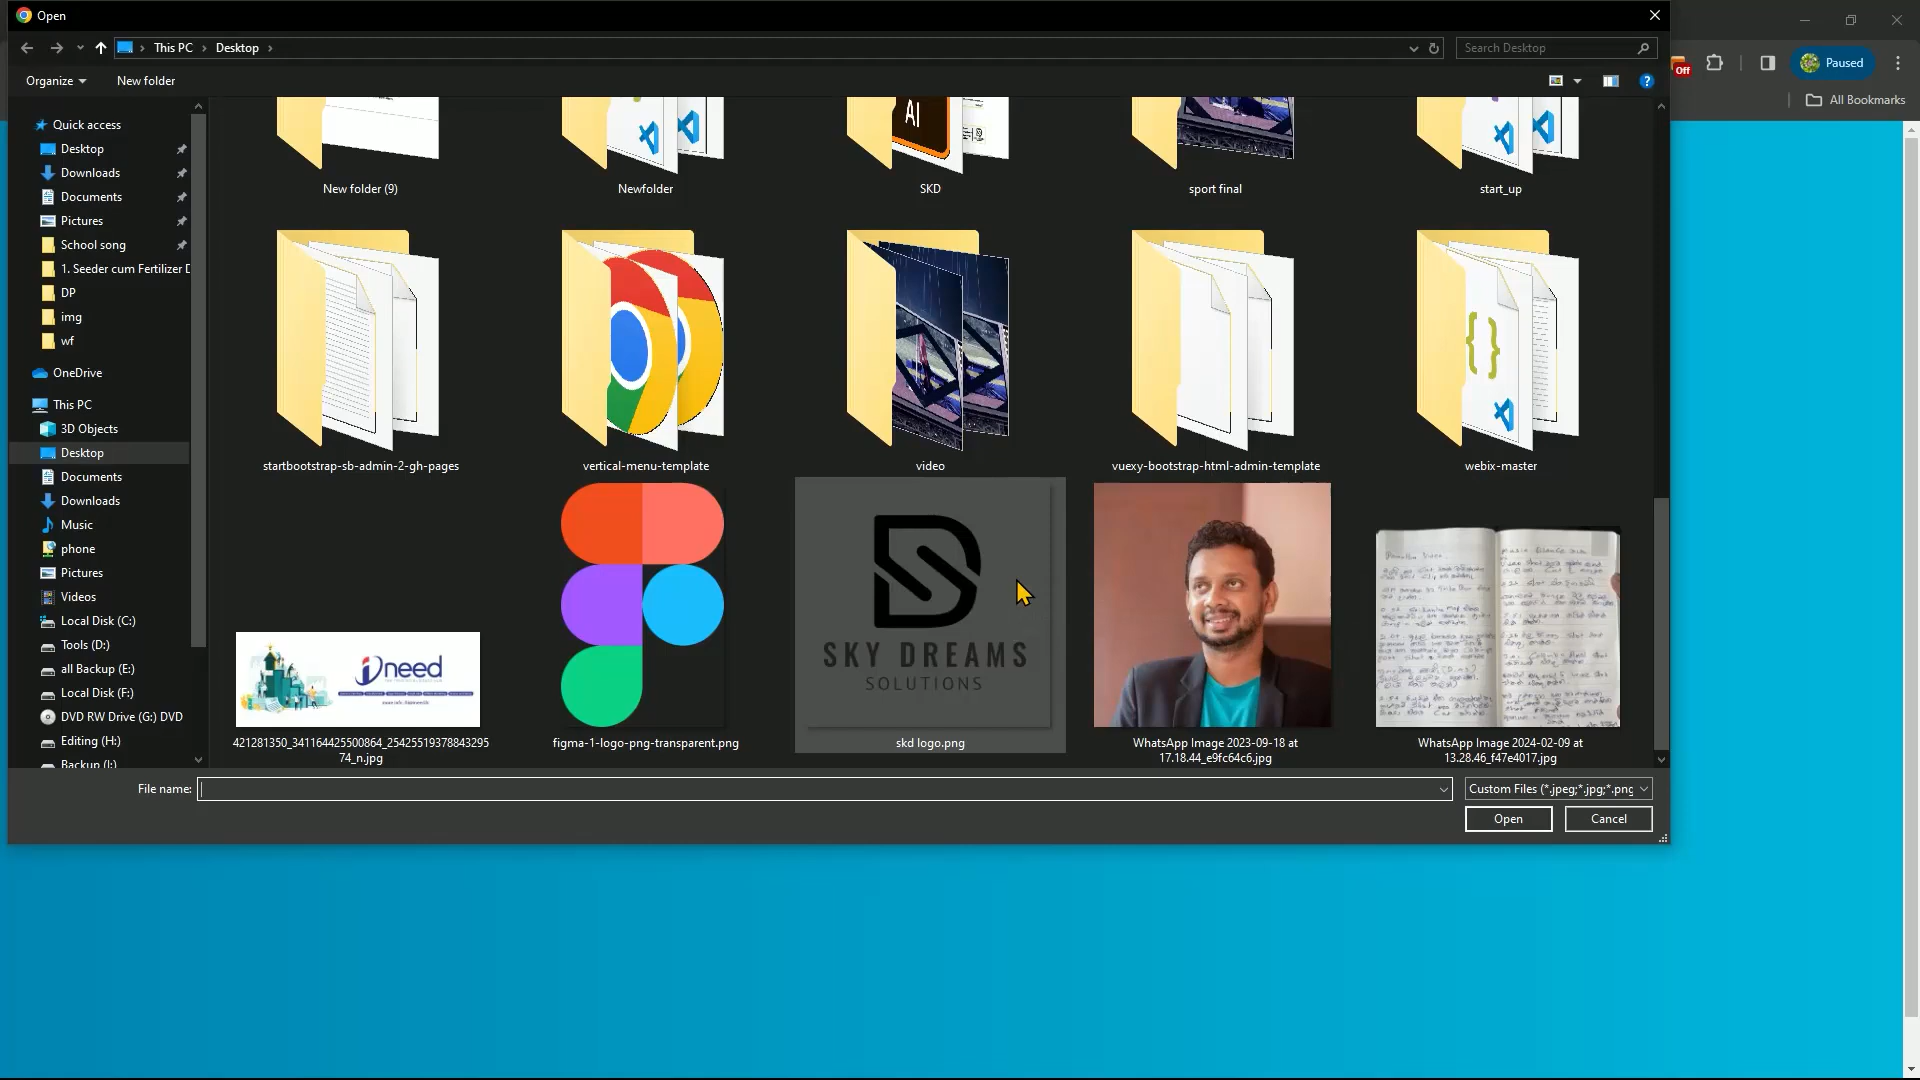 Open
This PC
Desktop
Search Desktop
Off
Paused
Organize
New folder
All Bookmarks
Quick access
Desktop
Downloads
Documents
Pictures
School song
1. Seeder cum Fertilizer D
DP
img
wf
OneDrive
This PC
3D Objects
Desktop
Documents
Downloads
Music
phone
Pictures
Videos
Local Disk (C:)
Tools (D:)
all Backup (E:)
Local Disk (F:)
DVD RW Drive (G:) DVD
Editing (H:)
Backup (I:)
Ai
New folder (9)
Newfolder
SKD
sport final
start_up
startbootstrap-sb-admin-2-gh-pages
vertical-menu-template
video
vuexy-bootstrap-html-admin-template
webix-master
need
SKY DREAMS
SOLUTIONS
421281350_341164425500864_25425519378843295
74_n.jpg
figma-1-logo-png-transparent.png
skd logo.png
WhatsApp Image 2023-09-18 at
17.18.44_e9fc64c6.jpg
WhatsApp Image 2024-02-09 at
13.28.46_f47e4017.jpg
File name:
Custom Files (*.jpeg;*.jpg;*.png
Open
Cancel